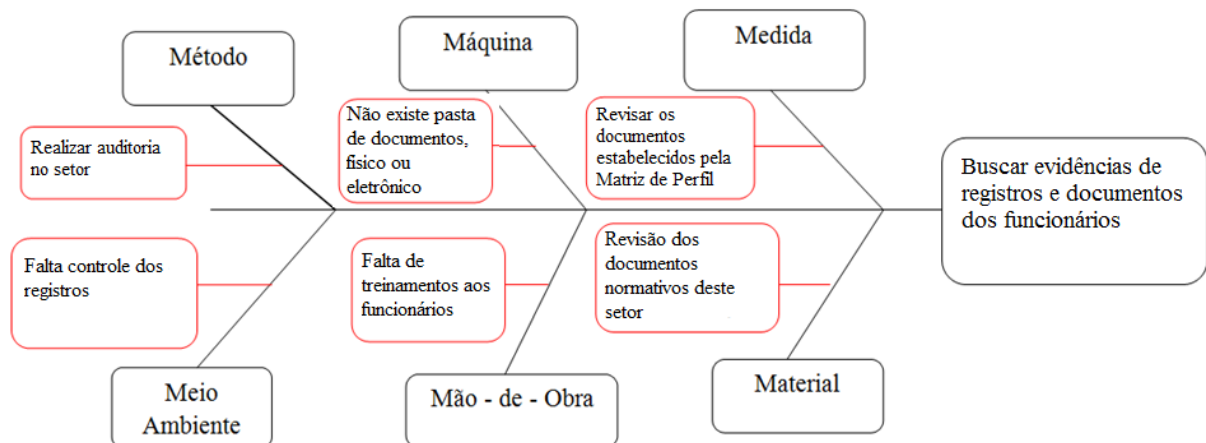 Método
Máquina
Medida
Realizar auditoria
no setor
Não existe pasta
de documentos,
físico ou
eletrônico
Revisar os
documentos
estabelecidos pela
Matriz de Perfil
Buscar evidências de
registros e documentos
dos funcionários
Falta controle dos
registros
Falta de
treinamentos aos
funcionários
Revisão dos
documentos
normativos deste
setor
Meio
Ambiente
Mão - de - Obra
Material